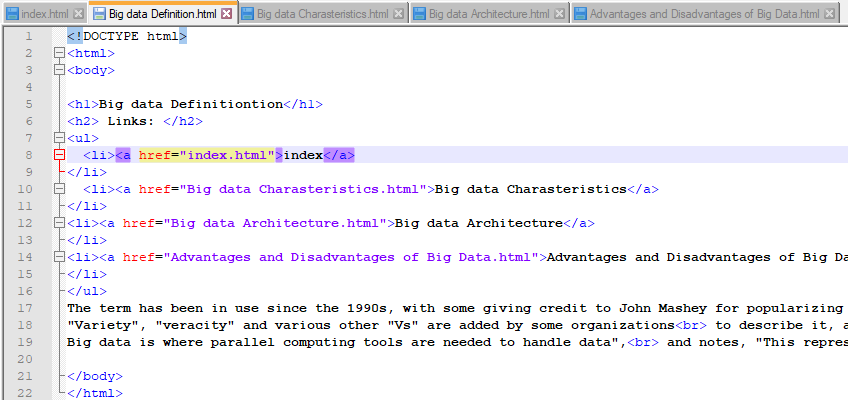 index.html Big data Definition.html Big data Charasteristics.html Big data Architecture.html Advantages and Disadvantages of Big Data.html
1 <!DOCTYPE html>
2 <html>
3 <body>
4
5 <h1>Big data Definitiontion</h1>
6 <h2> Links: </h2>
7 <ul>
8 <li><a href="index.html">index</a>
9 </li>
10 <li><a href="Big data Charasteristics.html">Big data Charasteristics</a>
11 </li>
12 <li><a href="Big data Architecture.html">Big data Architecture</a>
13 </li>
14 <li><a href="Advantages and Disadvantages of Big Data.html">Advantages and Disadvantages of Big Da
15 </li>
16 </ul>
17 The term has been in use since the 1990s, with some giving credit to John Mashey for popularizing
18 "Variety", "veracity" and various other "Vs" are added by some organizations<br> to describe it, a
19 Big data is where parallel computing tools are needed to handle data",<br> and notes, "This repres
20
21 </body>
22 </html>